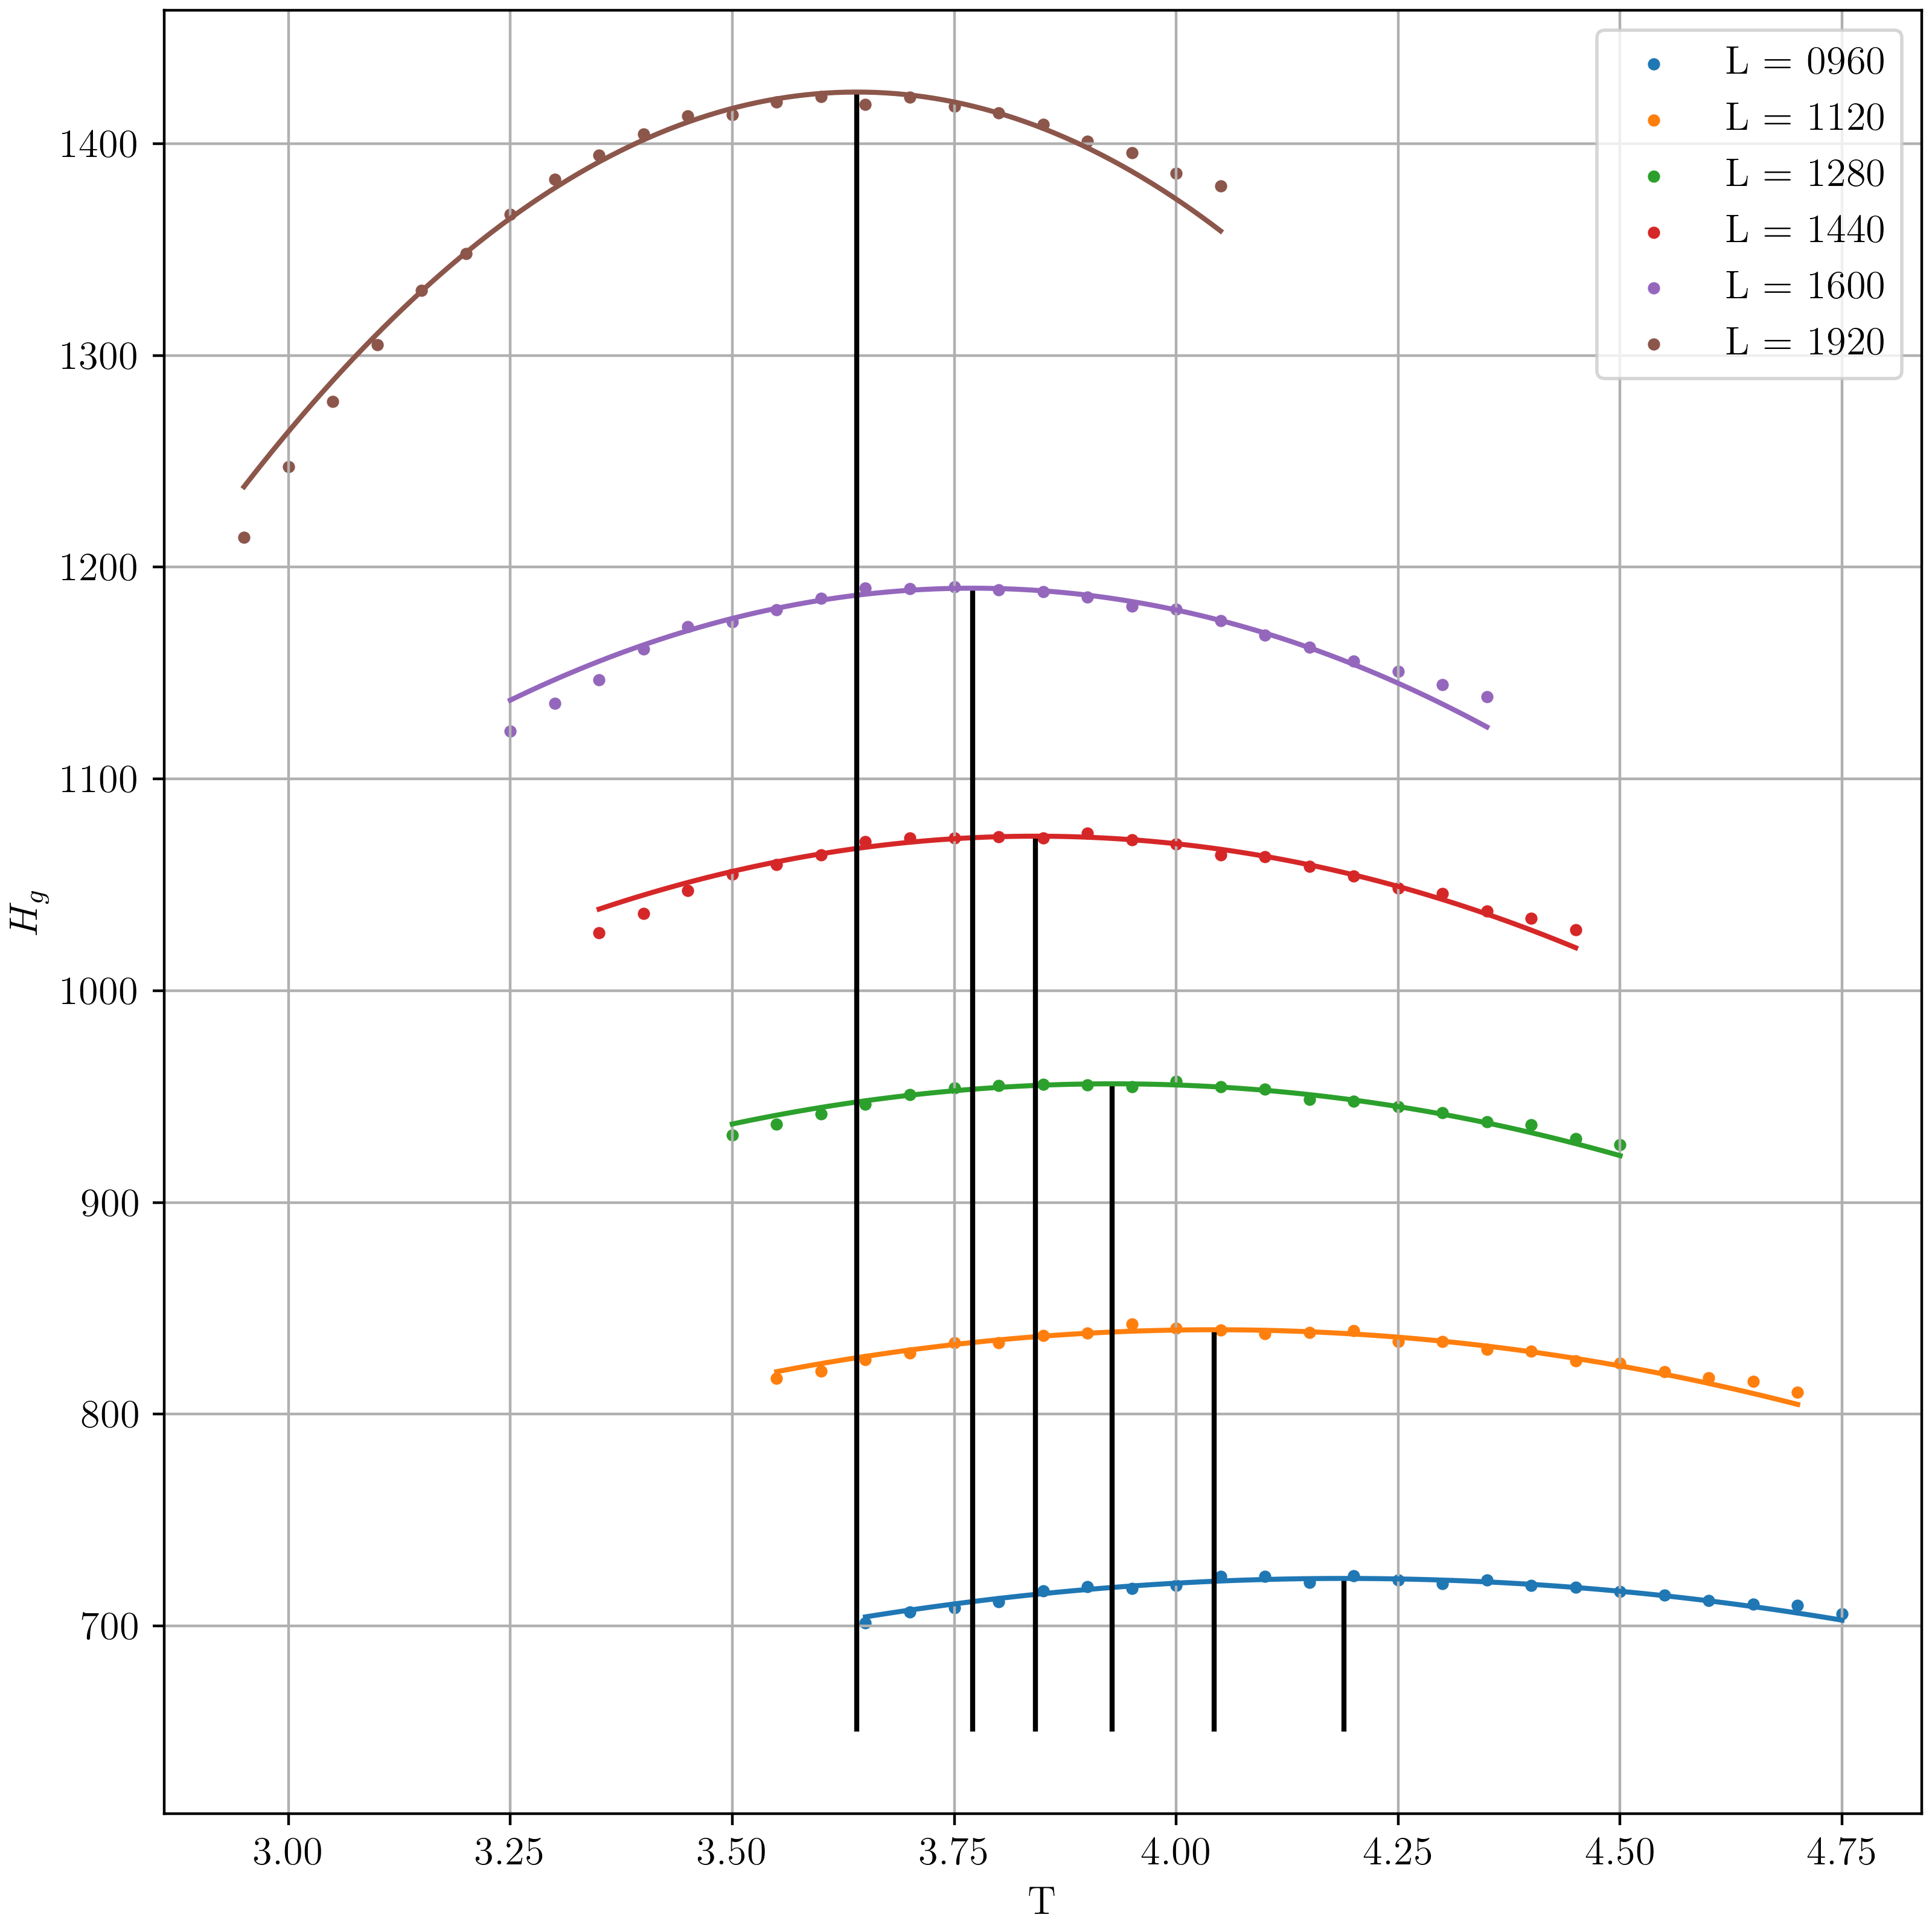 L = 0960
L = 1120
L = 1280
L = 1440
L = 1600
L = 1920
1400
1300
1200
1100
1000
900
800
700
H_g
3.00 3.25 3.50 3.75 4.00 4.25 4.50 4.75
T